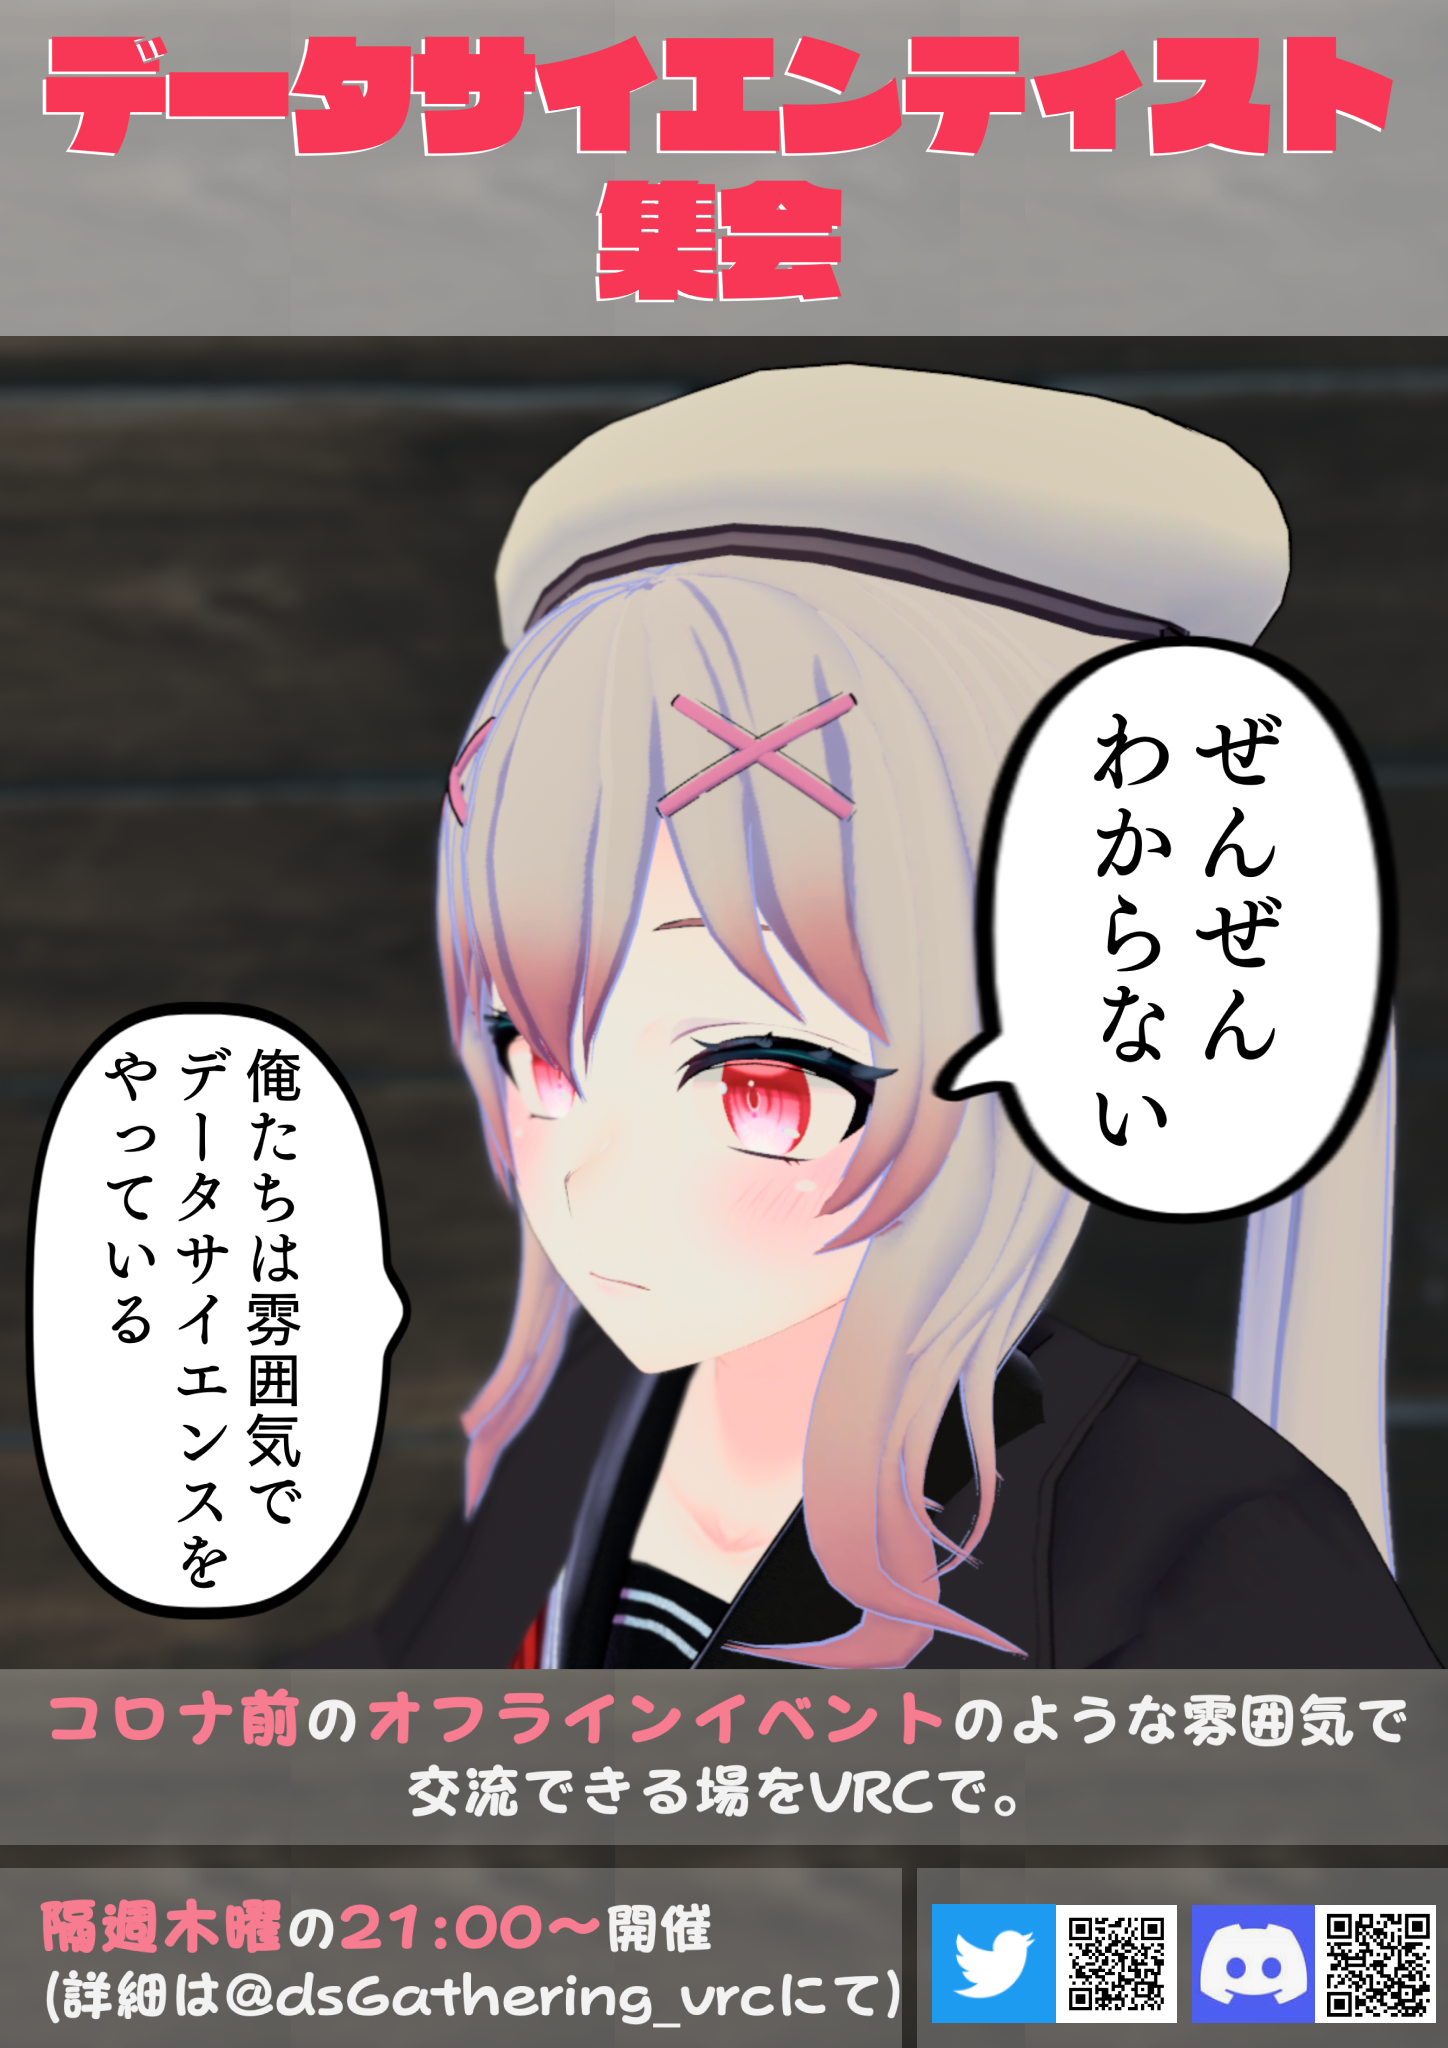 データサイエンティスト
集会
ぜんぜん
わからない
俺たちは雰囲気で
データサイエンスを
やっている
コロナ前のオフラインイベントのような雰囲気で
交流できる場をVRCで。
隔週木曜の21:00～開催
(詳細は@dsGathering_vrcにて)